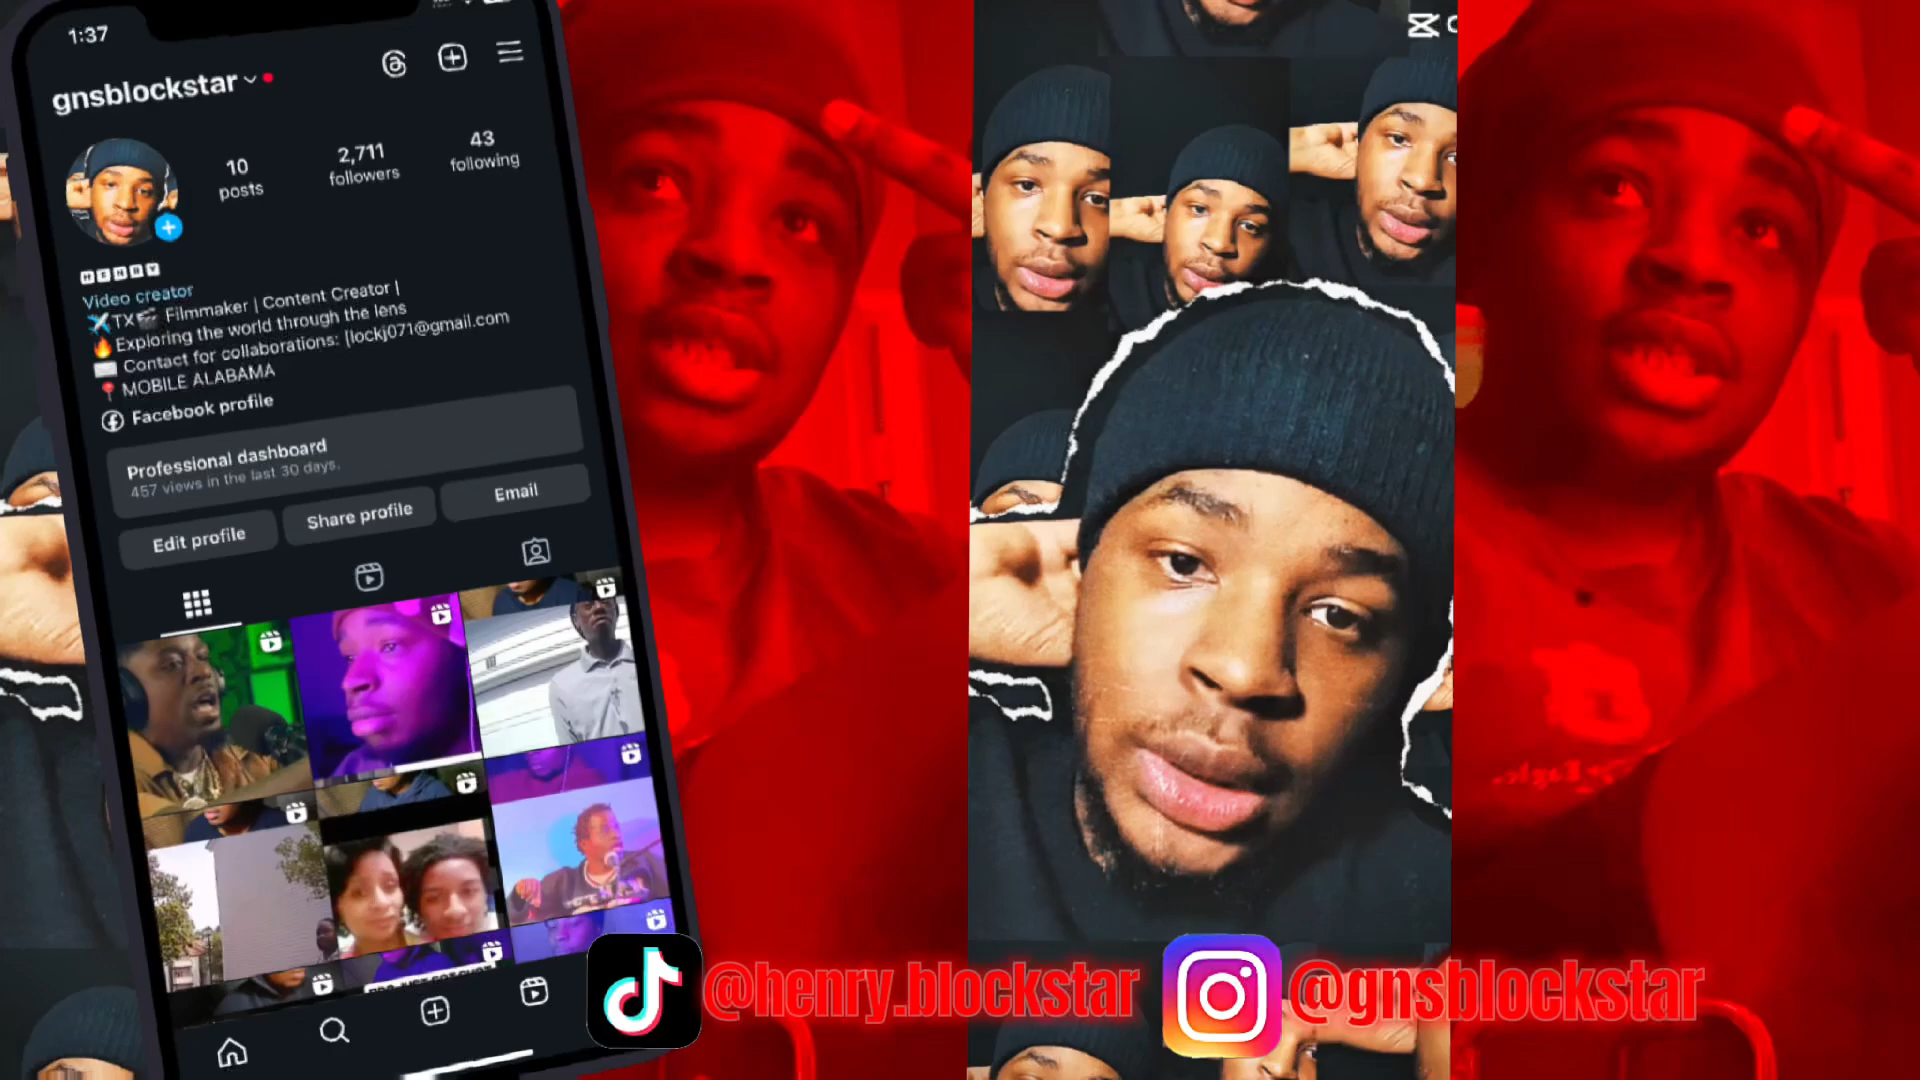 1:37
gnsblockstar
10 posts
2,711 followers
43 following
HENRY
Video creator
✈️TX🎬 Filmmaker | Content Creator |
🔥Exploring the world through the lens
✉️ Contact for collaborations: [lockj071@gmail.com
📍MOBILE ALABAMA
Facebook profile
Professional dashboard
457 views in the last 30 days.
Edit profile
Share profile
Email
@henry.blockstar
@gnsblockstar